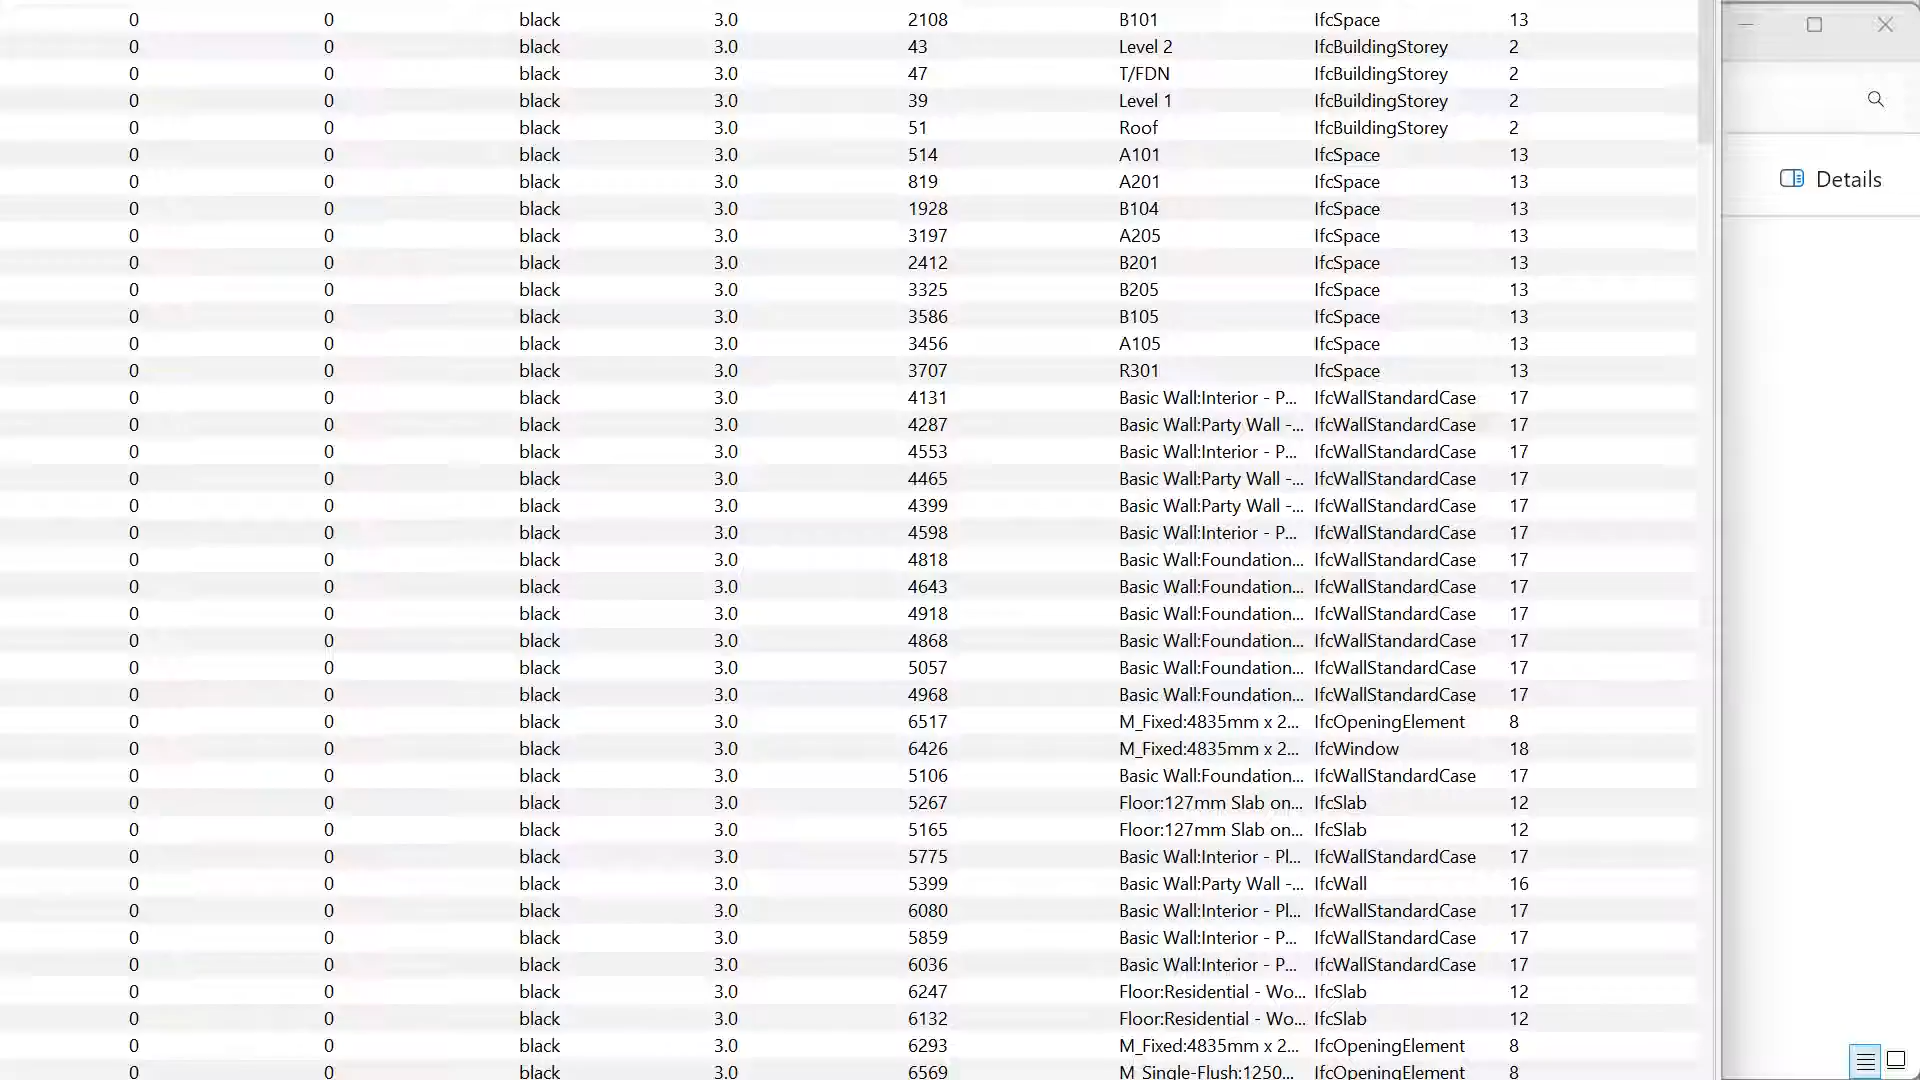 0 0 black 3.0 2108 B101 IfcSpace 13
0 0 black 3.0 43 Level 2 IfcBuildingStorey 2
0 0 black 3.0 47 T/FDN IfcBuildingStorey 2
0 0 black 3.0 39 Level 1 IfcBuildingStorey 2
0 0 black 3.0 51 Roof IfcBuildingStorey 2
0 0 black 3.0 514 A101 IfcSpace 13
0 0 black 3.0 819 A201 IfcSpace 13
Details
0 0 black 3.0 1928 B104 IfcSpace 13
0 0 black 3.0 3197 A205 IfcSpace 13
0 0 black 3.0 2412 B201 IfcSpace 13
0 0 black 3.0 3325 B205 IfcSpace 13
0 0 black 3.0 3586 B105 IfcSpace 13
0 0 black 3.0 3456 A105 IfcSpace 13
0 0 black 3.0 3707 R301 IfcSpace 13
0 0 black 3.0 4131 Basic Wall:Interior - P... IfcWallStandardCase 17
0 0 black 3.0 4287 Basic Wall:Party Wall -... IfcWallStandardCase 17
0 0 black 3.0 4553 Basic Wall:Interior - P... IfcWallStandardCase 17
0 0 black 3.0 4465 Basic Wall:Party Wall -... IfcWallStandardCase 17
0 0 black 3.0 4399 Basic Wall:Party Wall -... IfcWallStandardCase 17
0 0 black 3.0 4598 Basic Wall:Interior - P... IfcWallStandardCase 17
0 0 black 3.0 4818 Basic Wall:Foundation... IfcWallStandardCase 17
0 0 black 3.0 4643 Basic Wall:Foundation... IfcWallStandardCase 17
0 0 black 3.0 4918 Basic Wall:Foundation... IfcWallStandardCase 17
0 0 black 3.0 4868 Basic Wall:Foundation... IfcWallStandardCase 17
0 0 black 3.0 5057 Basic Wall:Foundation... IfcWallStandardCase 17
0 0 black 3.0 4968 Basic Wall:Foundation... IfcWallStandardCase 17
0 0 black 3.0 6517 M_Fixed:4835mm x 2... IfcOpeningElement 8
0 0 black 3.0 6426 M_Fixed:4835mm x 2... IfcWindow 18
0 0 black 3.0 5106 Basic Wall:Foundation... IfcWallStandardCase 17
0 0 black 3.0 5267 Floor:127mm Slab on... IfcSlab 12
0 0 black 3.0 5165 Floor:127mm Slab on... IfcSlab 12
0 0 black 3.0 5775 Basic Wall:Interior - Pl... IfcWallStandardCase 17
0 0 black 3.0 5399 Basic Wall:Party Wall -... IfcWall 16
0 0 black 3.0 6080 Basic Wall:Interior - Pl... IfcWallStandardCase 17
0 0 black 3.0 5859 Basic Wall:Interior - P... IfcWallStandardCase 17
0 0 black 3.0 6036 Basic Wall:Interior - P... IfcWallStandardCase 17
0 0 black 3.0 6247 Floor:Residential - Wo... IfcSlab 12
0 0 black 3.0 6132 Floor:Residential - Wo... IfcSlab 12
0 0 black 3.0 6293 M_Fixed:4835mm x 2... IfcOpeningElement 8
0 0 black 3.0 6569 M_Single-Flush:1250... IfcOpeningElement 8